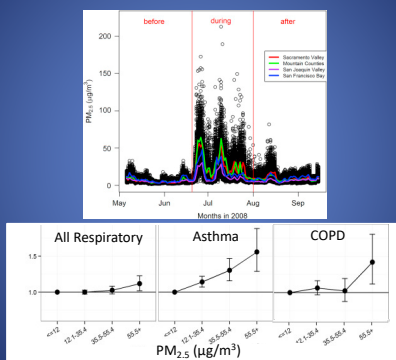 before during after
PM2.5 (µg/m³)
200
150
100
50
0
Sacramento Valley
Mountain Counties
San Joaquin Valley
San Francisco Bay
May Jun Jul Aug Sep
Months in 2008
All Respiratory Asthma COPD
1.5
1.0
<=12 12.1-35.4 35.5-55.4 55.5+ <=12 12.1-35.4 35.5-55.4 55.5+ <=12 12.1-35.4 35.5-55.4 55.5+
PM2.5 (µg/m³)